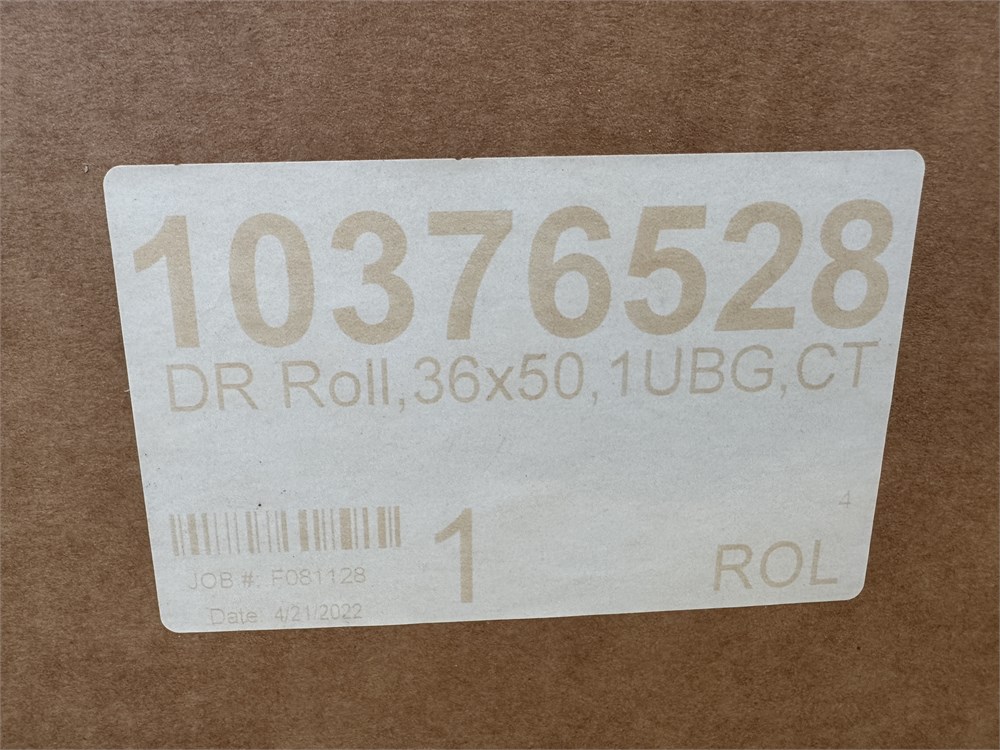 10376528
DR Roll,36x50,1UBG,CT
4
1
ROL
JOB #: F081128
Date: 4/21/2022